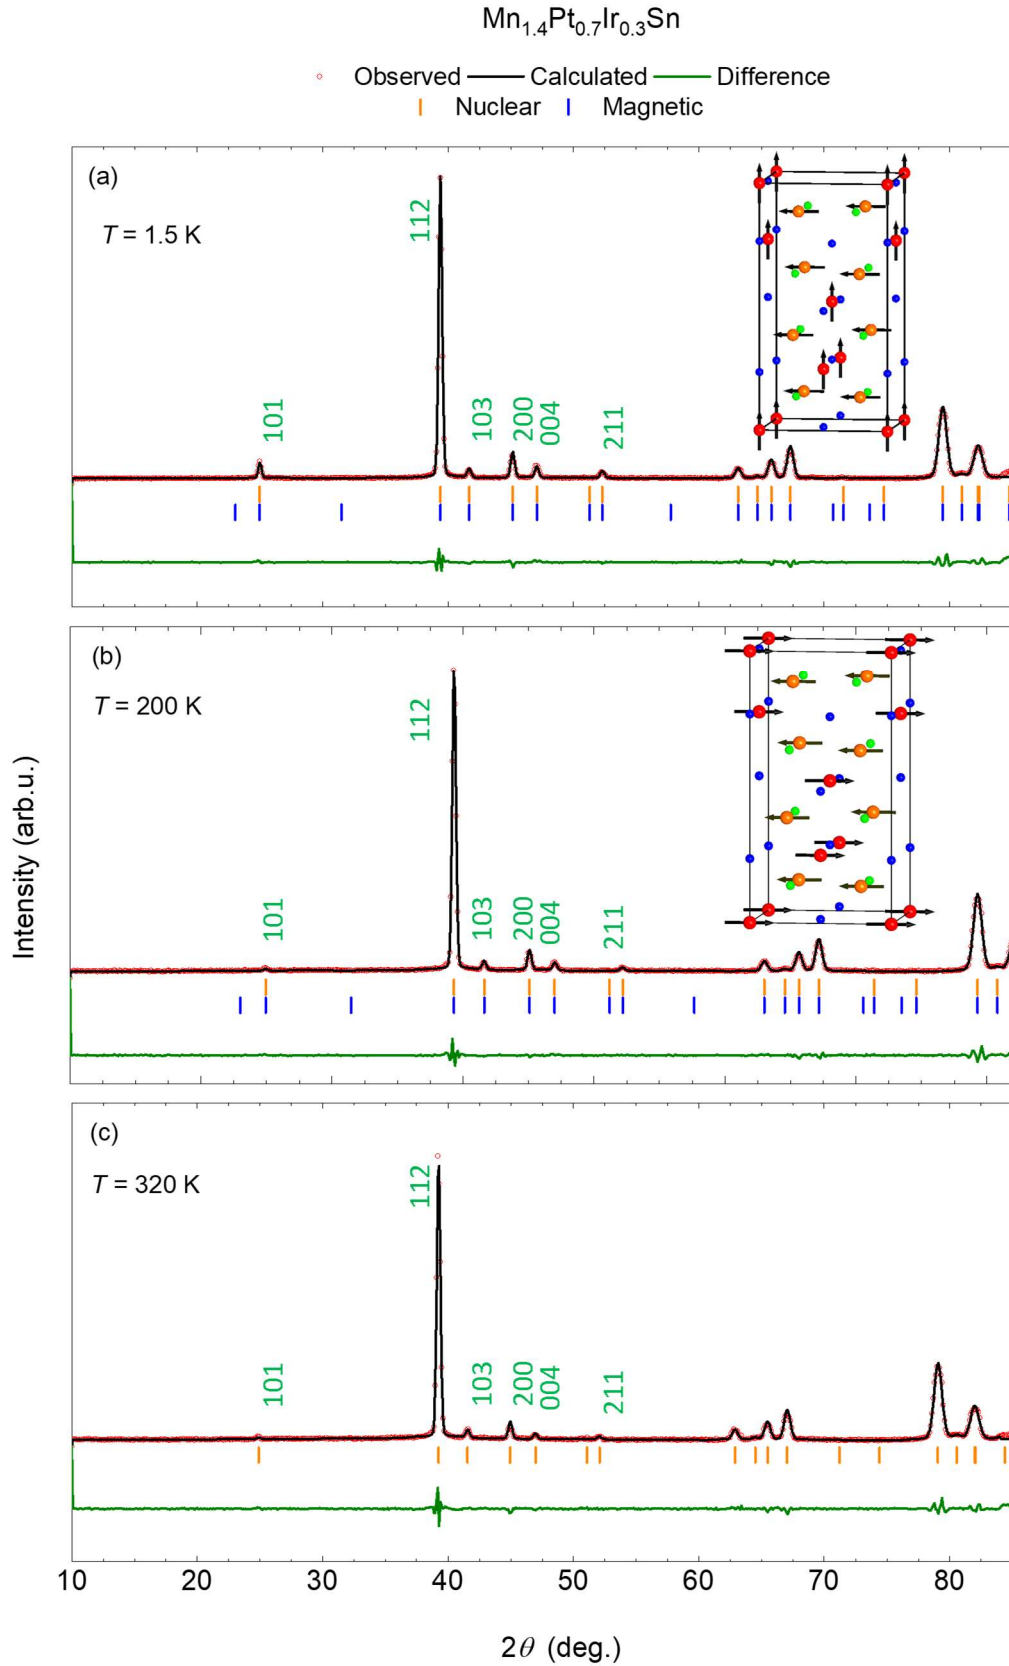 Mn1.4Pt0.7Ir0.3Sn
Observed Calculated Difference
Nuclear Magnetic
(a)
T = 1.5 K
112
101
103
200
004
211
(b)
T = 200 K
112
101
103
200
004
211
(c)
T = 320 K
112
101
103
200
004
211
Intensity (arb.u.)
10 20 30 40 50 60 70 80
2θ (deg.)